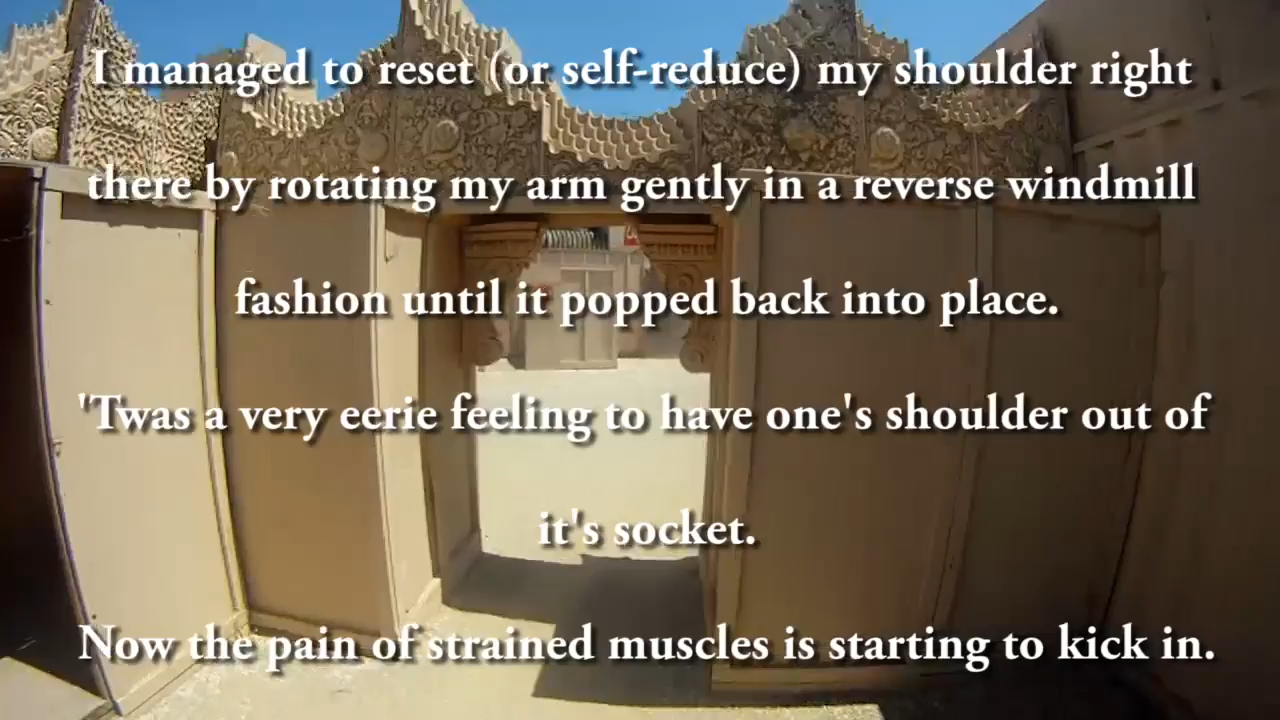 I managed to reset (or self-reduce) my shoulder right
there by rotating my arm gently in a reverse windmill
fashion until it popped back into place.
'Twas a very eerie feeling to have one's shoulder out of
it's socket.
Now the pain of strained muscles is starting to kick in.